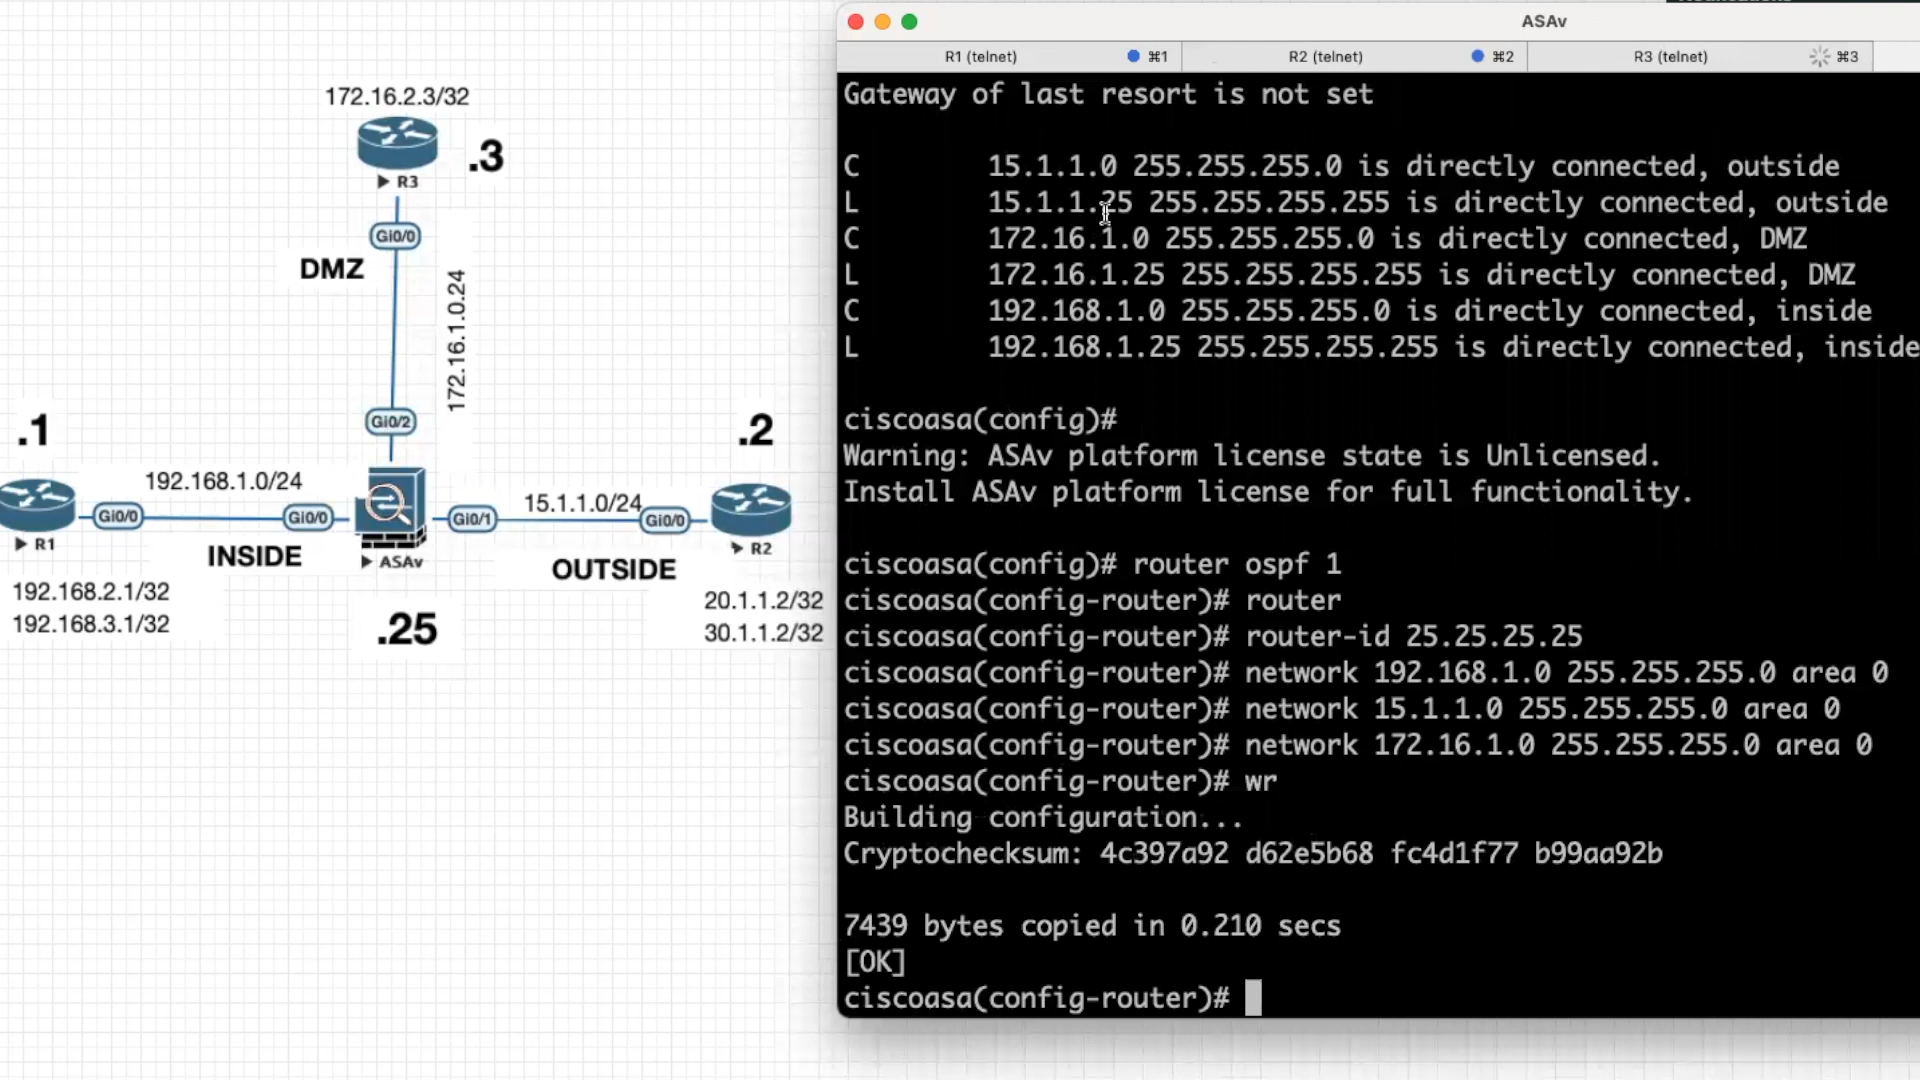 172.16.2.3/32
.3
R3
Gi0/0
DMZ
172.16.1.0.24
Gi0/2
.1
.2
192.168.1.0/24
15.1.1.0/24
Gi0/0
Gi0/0
Gi0/1
Gi0/0
R1
INSIDE
ASAv
OUTSIDE
R2
192.168.2.1/32
192.168.3.1/32
.25
20.1.1.2/32
30.1.1.2/32
ASAv
R1 (telnet) ⌘1
R2 (telnet) ⌘2
R3 (telnet) ⌘3
Gateway of last resort is not set
C 15.1.1.0 255.255.255.0 is directly connected, outside
L 15.1.1.25 255.255.255.255 is directly connected, outside
C 172.16.1.0 255.255.255.0 is directly connected, DMZ
L 172.16.1.25 255.255.255.255 is directly connected, DMZ
C 192.168.1.0 255.255.255.0 is directly connected, inside
L 192.168.1.25 255.255.255.255 is directly connected, inside
ciscoasa(config)#
Warning: ASAv platform license state is Unlicensed.
Install ASAv platform license for full functionality.
ciscoasa(config)# router ospf 1
ciscoasa(config-router)# router
ciscoasa(config-router)# router-id 25.25.25.25
ciscoasa(config-router)# network 192.168.1.0 255.255.255.0 area 0
ciscoasa(config-router)# network 15.1.1.0 255.255.255.0 area 0
ciscoasa(config-router)# network 172.16.1.0 255.255.255.0 area 0
ciscoasa(config-router)# wr
Building configuration...
Cryptochecksum: 4c397a92 d62e5b68 fc4d1f77 b99aa92b
7439 bytes copied in 0.210 secs
[OK]
ciscoasa(config-router)#